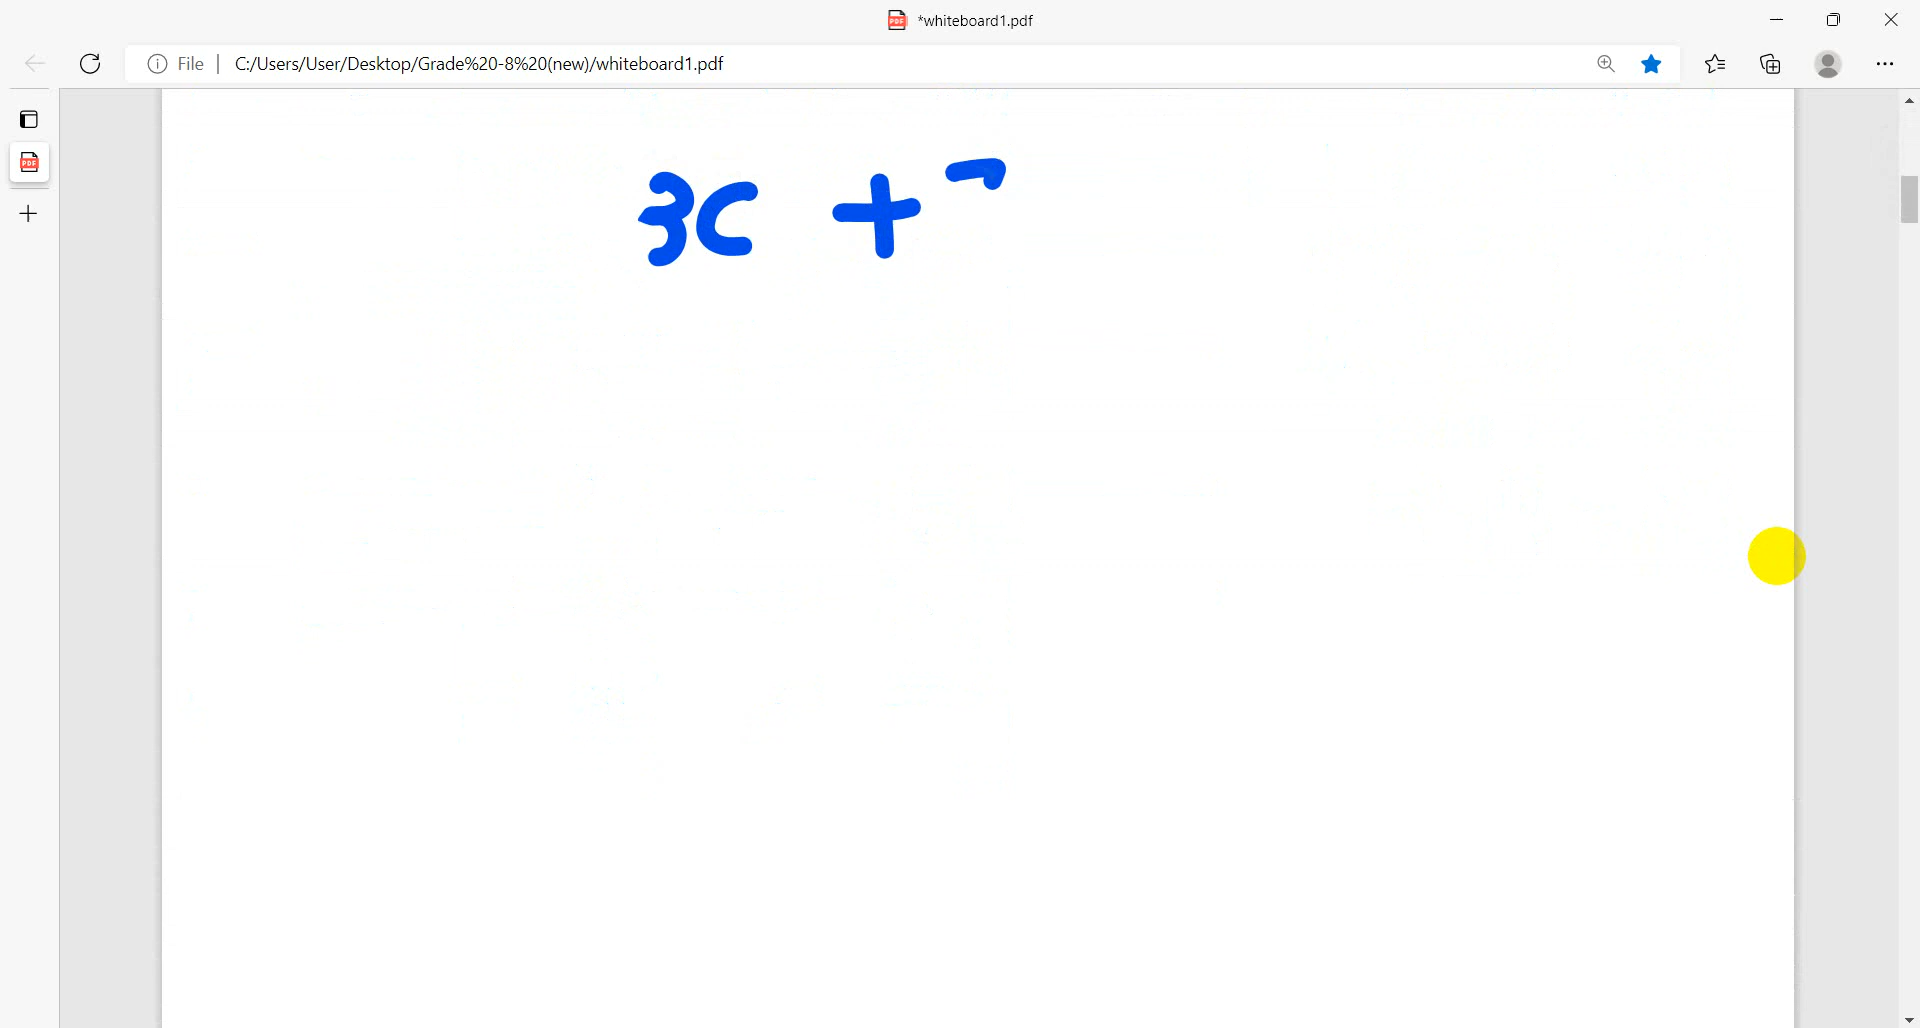 *whiteboard1.pdf
File | C:/Users/User/Desktop/Grade%20-8%20(new)/whiteboard1.pdf
3c +